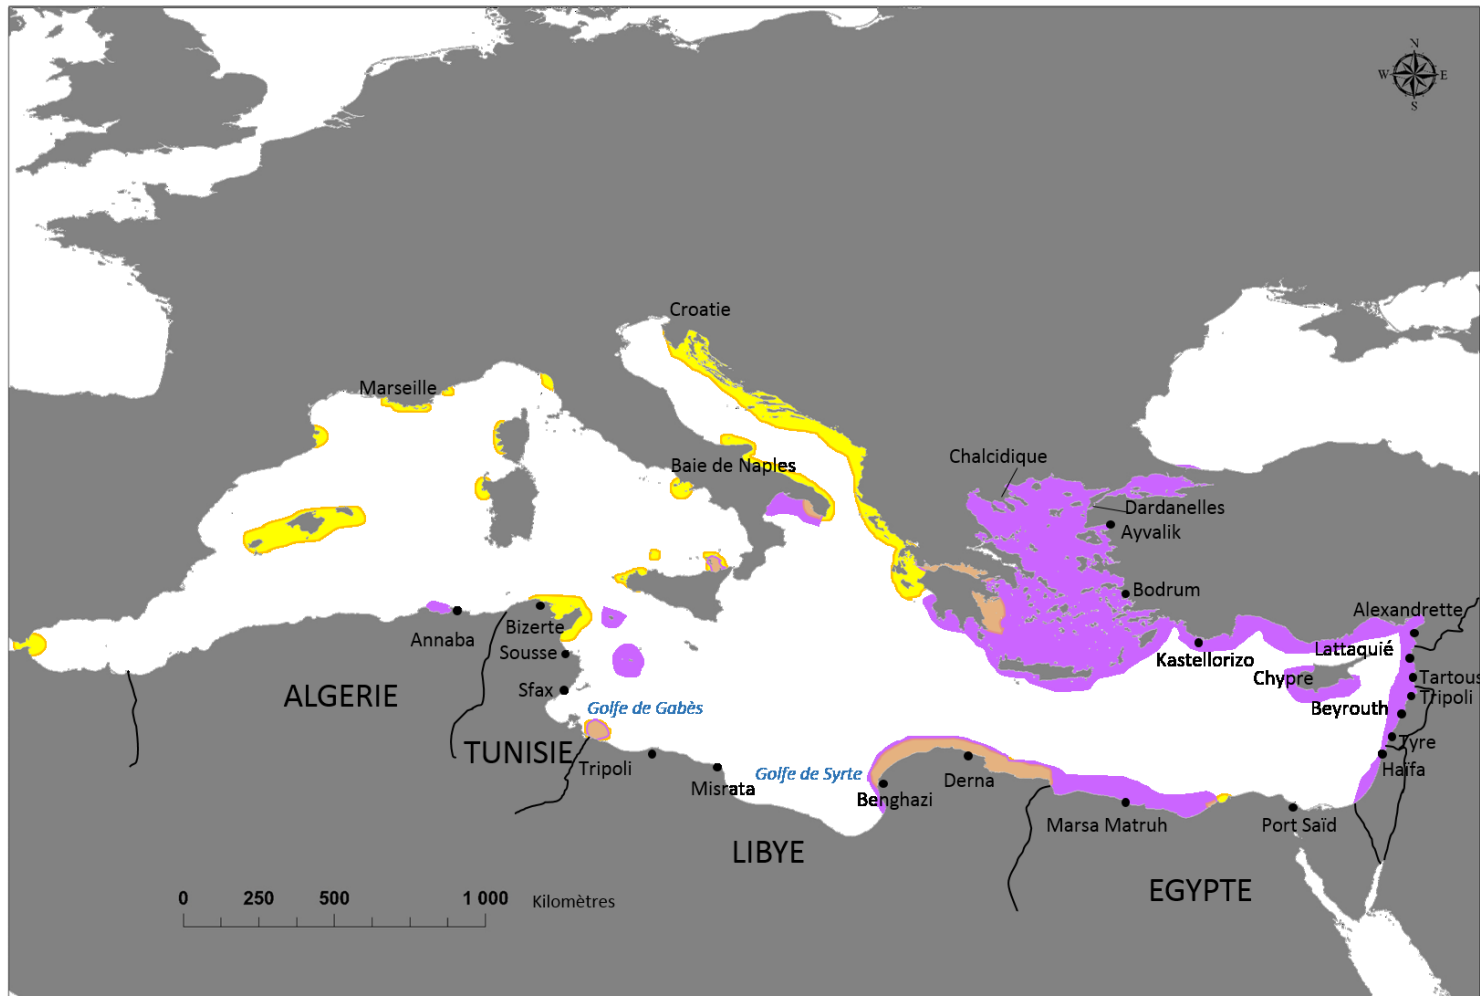 N
W E
S
Croatie
Marseille
Chalcidique
Baie de Naples
Dardanelles
Ayvalik
Bodrum
Alexandrette
Annaba
Bizerte
Sousse
Kastellorizo
Lattaquié
Chypre
Tartous
Sfax
ALGERIE
Tripoli
Beyrouth
Golfe de Gabès
Tyre
TUNISIE
Tripoli
Golfe de Syrte
Derna
Haïfa
Misrata
Benghazi
Marsa Matruh
Port Saïd
LIBYE
EGYPTE
0 250 500 1 000 Kilomètres